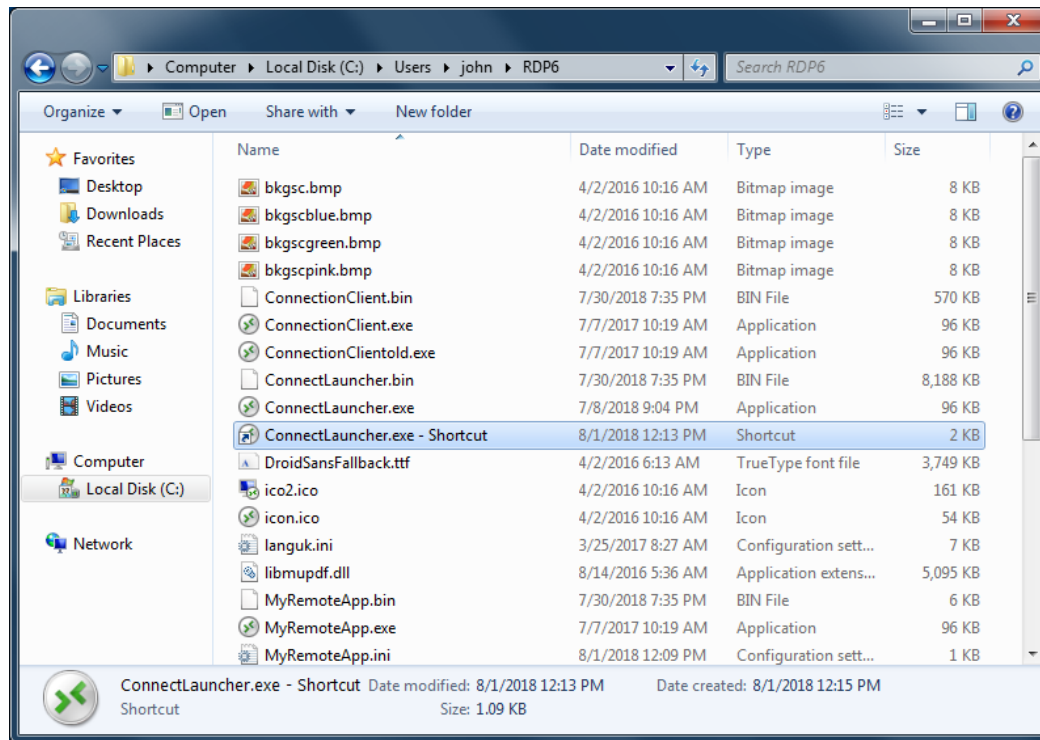 Computer Local Disk (C:) Users john RDP6 Search RDP6
Organize Open Share with New folder
Favorites
Desktop
Downloads
Recent Places
Libraries
Documents
Music
Pictures
Videos
Computer
Local Disk (C:)
Network
Name Date modified Type Size
bkgsc.bmp 4/2/2016 10:16 AM Bitmap image 8 KB
bkgscblue.bmp 4/2/2016 10:16 AM Bitmap image 8 KB
bkgscgreen.bmp 4/2/2016 10:16 AM Bitmap image 8 KB
bkgscpink.bmp 4/2/2016 10:16 AM Bitmap image 8 KB
ConnectionClient.bin 7/30/2018 7:35 PM BIN File 570 KB
ConnectionClient.exe 7/7/2017 10:19 AM Application 96 KB
ConnectionClientold.exe 7/7/2017 10:19 AM Application 96 KB
ConnectLauncher.bin 7/30/2018 7:35 PM BIN File 8,188 KB
ConnectLauncher.exe 7/8/2018 9:04 PM Application 96 KB
ConnectLauncher.exe - Shortcut 8/1/2018 12:13 PM Shortcut 2 KB
DroidSansFallback.ttf 4/2/2016 6:13 AM TrueType font file 3,749 KB
ico2.ico 4/2/2016 10:16 AM Icon 161 KB
icon.ico 4/2/2016 10:16 AM Icon 54 KB
languk.ini 3/25/2017 8:27 AM Configuration sett... 7 KB
libmupdf.dll 8/14/2016 5:36 AM Application extens... 5,095 KB
MyRemoteApp.bin 7/30/2018 7:35 PM BIN File 6 KB
MyRemoteApp.exe 7/7/2017 10:19 AM Application 96 KB
MyRemoteApp.ini 8/1/2018 12:09 PM Configuration sett... 1 KB
ConnectLauncher.exe - Shortcut Date modified: 8/1/2018 12:13 PM Date created: 8/1/2018 12:15 PM
Shortcut Size: 1.09 KB